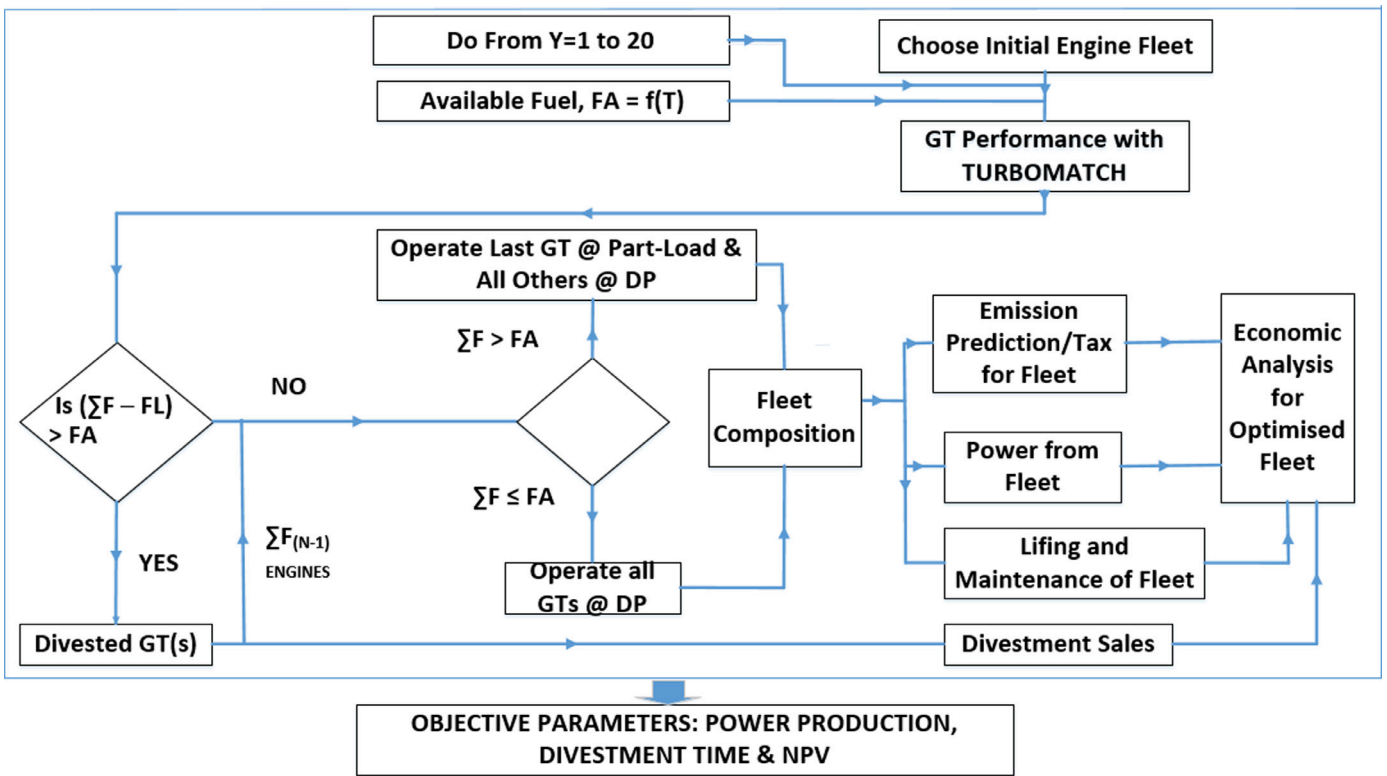 Do From Y=1 to 20
Choose Initial Engine Fleet
Available Fuel, FA = f(T)
GT Performance with
TURBOMATCH
Operate Last GT @ Part-Load &
All Others @ DP
∑F > FA
NO
Is (∑F – FL)
> FA
Fleet
Composition
Emission
Prediction/Tax
for Fleet
Economic
Analysis
for
Optimised
Fleet
Power from
Fleet
∑F ≤ FA
YES
∑F(N-1)
ENGINES
Operate all
GTs @ DP
Lifing and
Maintenance of Fleet
Divested GT(s)
Divestment Sales
OBJECTIVE PARAMETERS: POWER PRODUCTION,
DIVESTMENT TIME & NPV